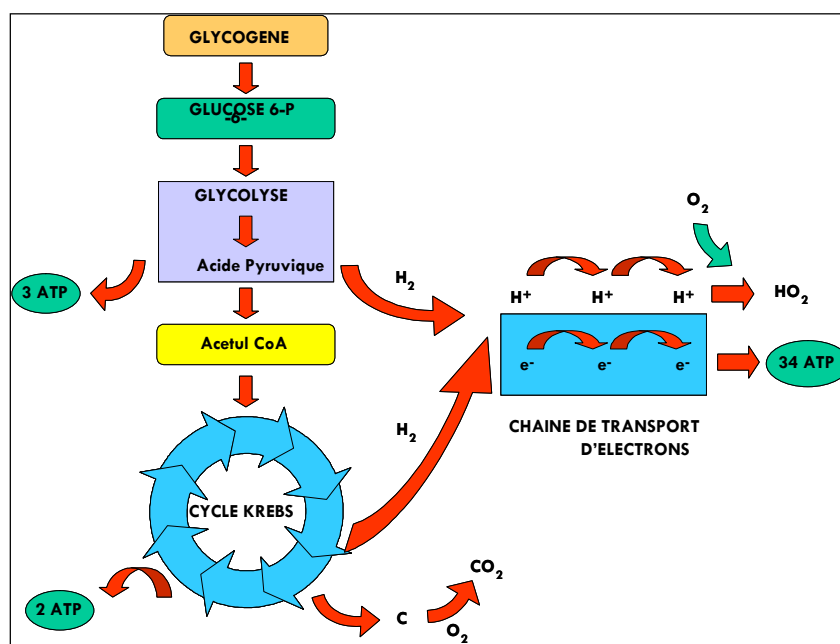 GLYCOGENE
GLUCOSE 6-P
-6-
GLYCOLYSE
Acide Pyruvique
3 ATP
H2
Acetul CoA
O2
H+ H+ H+
HO2
e- e- e-
34 ATP
CHAINE DE TRANSPORT
D'ELECTRONS
H2
CYCLE KREBS
2 ATP
C
O2
CO2